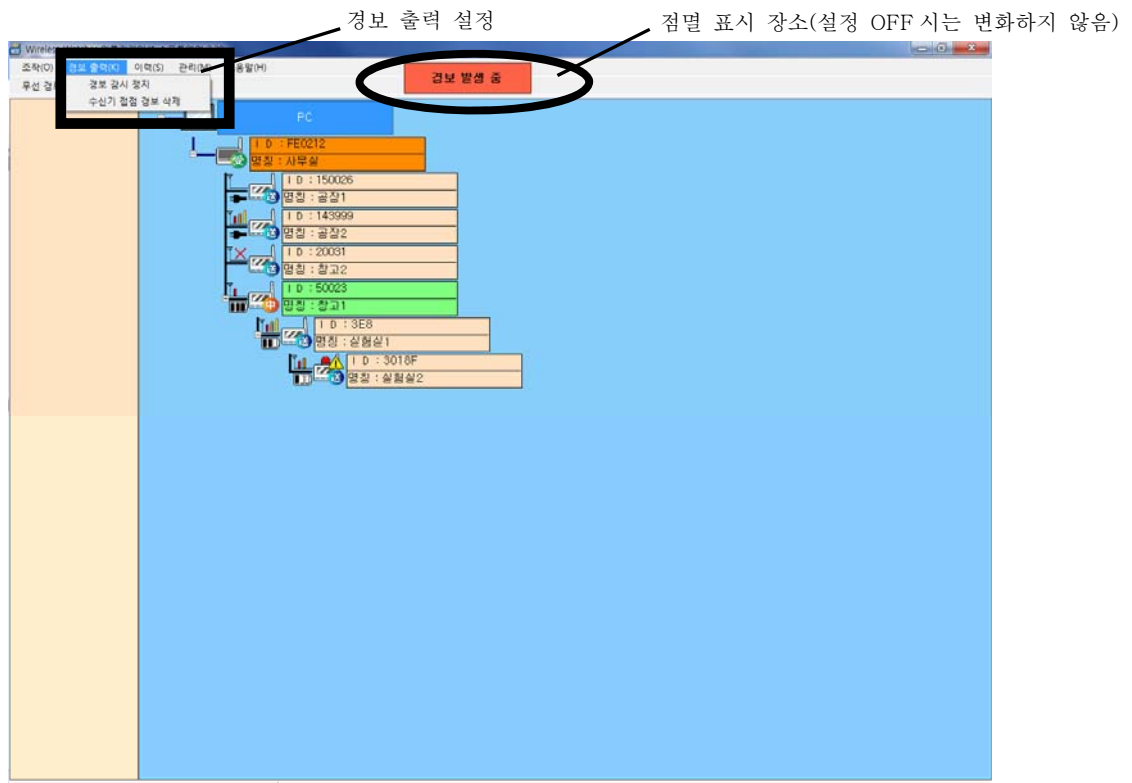 경보 출력 설정
점멸 표시 장소(설정 OFF 시는 변화하지 않음)
조작(O) 경보 출력(K) 이력(S) 관리(M)
무선
경보 감시 정지
수신기 접점 경보 삭제
경보 발생 중
PC
I D : FE0212
명칭 : 사무실
I D : 150026
명칭 : 공장1
I D : 143999
명칭 : 공장2
I D : 20031
명칭 : 창고2
I D : 50023
명칭 : 창고1
I D : 3E8
명칭 : 실험실1
I D : 3018F
명칭 : 실험실2